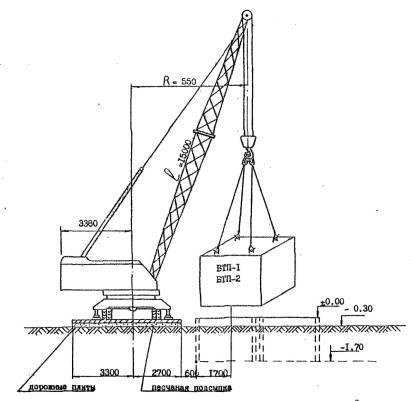 R = 550
ℓ = 15000
3380
ВТП-1
ВТП-2
±0.00
- 0.30
-1.70
3300
2700
600
1700
дорожные плиты
песчаная подсыпка